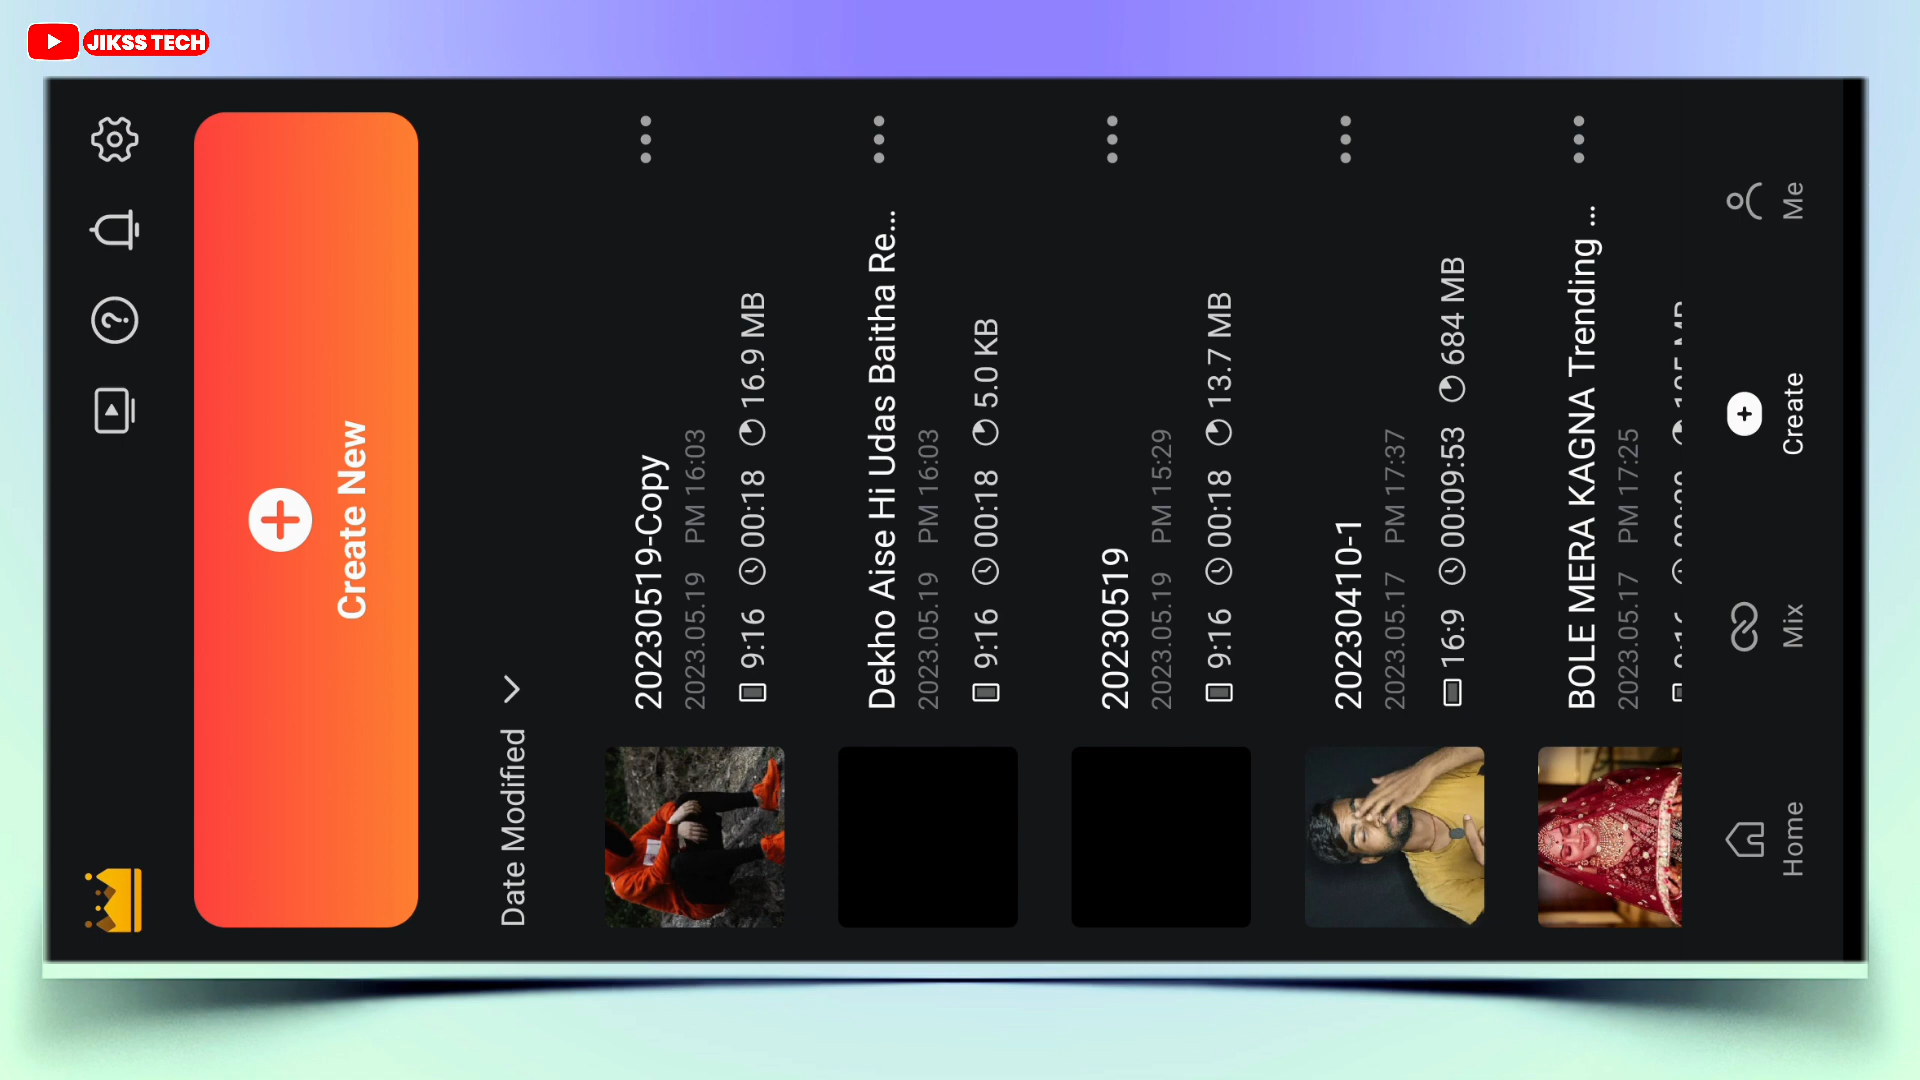 JIKSS TECH
Create New
Date Modified
20230519-Copy
2023.05.19 PM 16:03
9:16 00:18 16.9 MB
Dekho Aise Hi Udas Baitha Re...
2023.05.19 PM 16:03
9:16 00:18 5.0 KB
20230519
2023.05.19 PM 15:29
9:16 00:18 13.7 MB
20230410-1
2023.05.17 PM 17:37
16:9 00:09:53 684 MB
BOLE MERA KAGNA Trending ...
2023.05.17 PM 17:25
Home
Mix
Create
Me